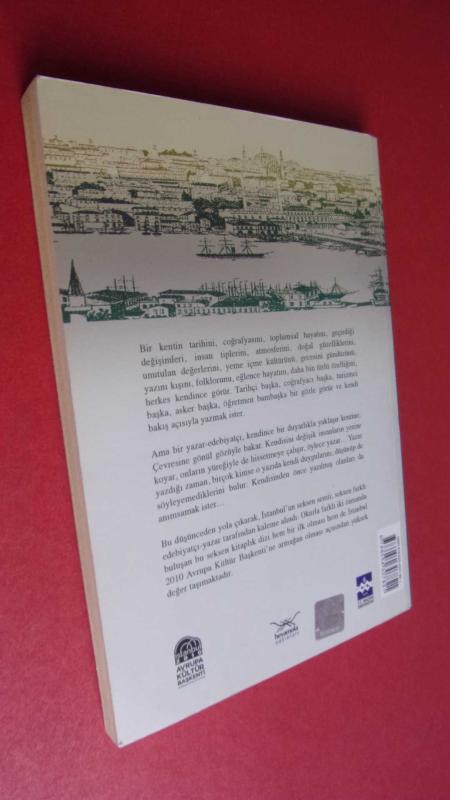 Bir kentin tarihini, coğrafyasını, toplumsal hayatını, geçirdiği
değişimleri, insan tiplerini, atmosferini, doğal güzelliklerini,
unutulan değerlerini, yeme içme kültürünü, gecesini gündüzünü,
yazını kışını, folklorunu, eğlence hayatını, daha bin türlü özelliğini,
herkes kendince görür. Tarihçi başka, coğrafyacı başka, turizmci
başka, asker başka, öğretmen bambaşka bir gözle görür ve kendi
bakış açısıyla yazmak ister.
Ama bir yazar-edebiyatçı, kendince bir duyarlıkla yaklaşır kentine.
Çevresine gönül gözüyle bakar. Kendisini değişik insanların yerine
koyar, onların yüreğiyle de hissetmeye çalışır, öylece yazar... Yazar
yazdığı zaman, birçok kimse o yazıda kendi duygularını, düşünüp de
söyleyemediklerini bulur. Kendisinden önce yazılmış olanları da
anımsamak ister...
Bu düşünceden yola çıkarak, İstanbul'un seksen semti, seksen farklı
edebiyatçı-yazar tarafından kaleme alındı. Okurla farklı iki zamanda
buluşan bu seksen kitaplık dizi hem bir ilk olması hem de İstanbul
2010 Avrupa Kültür Başkenti'ne armağan olması açısından yüksek
değer taşımaktadır.
AVRUPA
KÜLTÜR
BAŞKENTİ
heyamola
yayınları